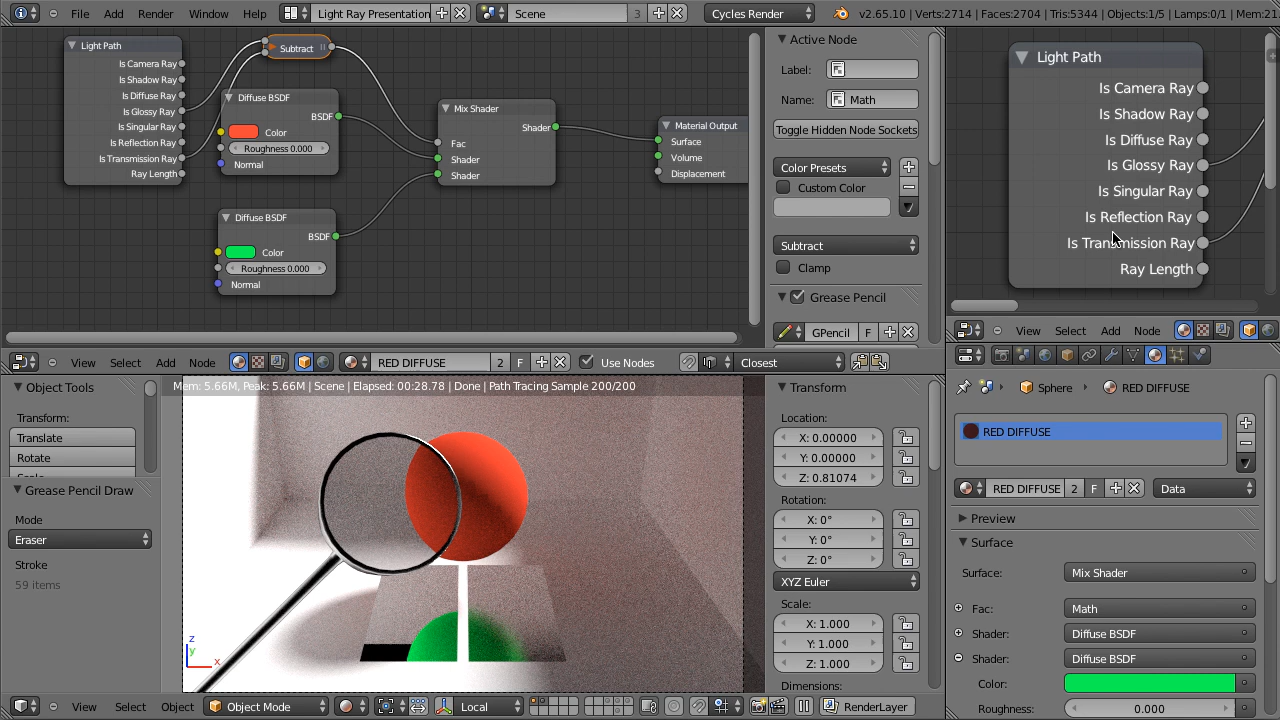 File Add Render Window Help Light Ray Presentation Scene 3 Cycles Render v2.65.10 | Verts:2714 | Faces:2704 | Tris:5344 | Objects:1/5 | Lamps:0/1 |
Light Path
Is Camera Ray
Is Shadow Ray
Is Diffuse Ray
Is Glossy Ray
Is Singular Ray
Is Reflection Ray
Is Transmission Ray
Ray Length
Subtract
Diffuse BSDF
BSDF
Color
Roughness 0.000
Normal
Diffuse BSDF
BSDF
Color
Roughness 0.000
Normal
Mix Shader
Shader
Fac
Shader
Shader
Material Output
Surface
Volume
Displacement
Active Node
Label:
Name: Math
Toggle Hidden Node Sockets
Color Presets
Custom Color
Subtract
Clamp
Grease Pencil
GPencil F
Light Path
Is Camera Ray
Is Shadow Ray
Is Diffuse Ray
Is Glossy Ray
Is Singular Ray
Is Reflection Ray
Is Transmission Ray
Ray Length
View Select Add Node
View Select Add Node RED DIFFUSE 2 F Use Nodes Closest
Object Tools
Transform:
Translate
Rotate
Grease Pencil Draw
Mode
Eraser
Stroke
59 items
Mem: 5.66M, Peak: 5.66M | Scene | Elapsed: 00:28.78 | Done | Path Tracing Sample 200/200
z
y
x
Transform
Location:
X: 0.00000
Y: 0.00000
Z: 0.81074
Rotation:
X: 0°
Y: 0°
Z: 0°
XYZ Euler
Scale:
X: 1.000
Y: 1.000
Z: 1.000
Dimensions:
Sphere RED DIFFUSE
RED DIFFUSE
RED DIFFUSE 2 F Data
Preview
Surface
Surface: Mix Shader
Fac: Math
Shader: Diffuse BSDF
Shader: Diffuse BSDF
Color:
Roughness: 0.000
View Select Object Object Mode Local RenderLayer